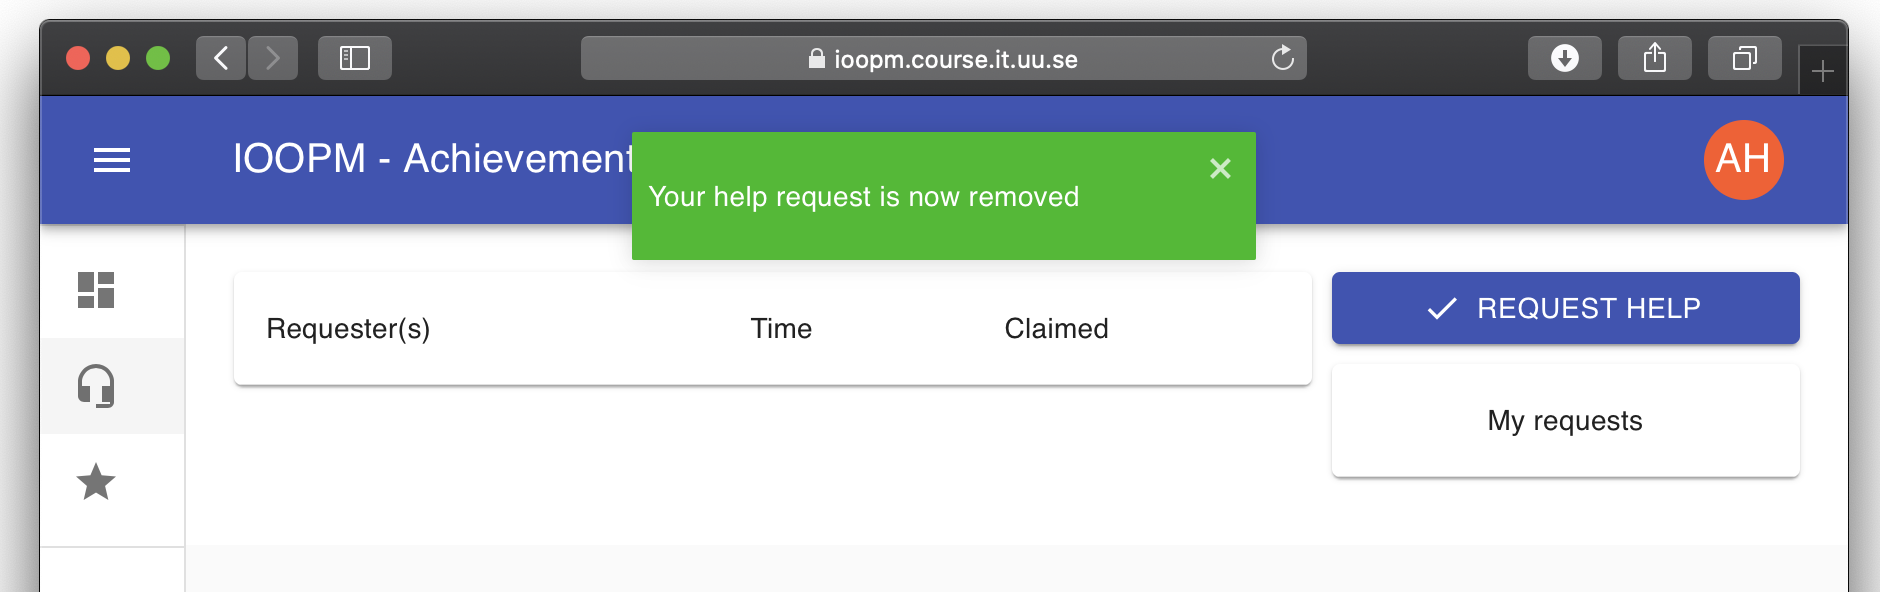 ioopm.course.it.uu.se
IOOPM - Achievement
AH
Your help request is now removed
Requester(s) Time Claimed
REQUEST HELP
My requests